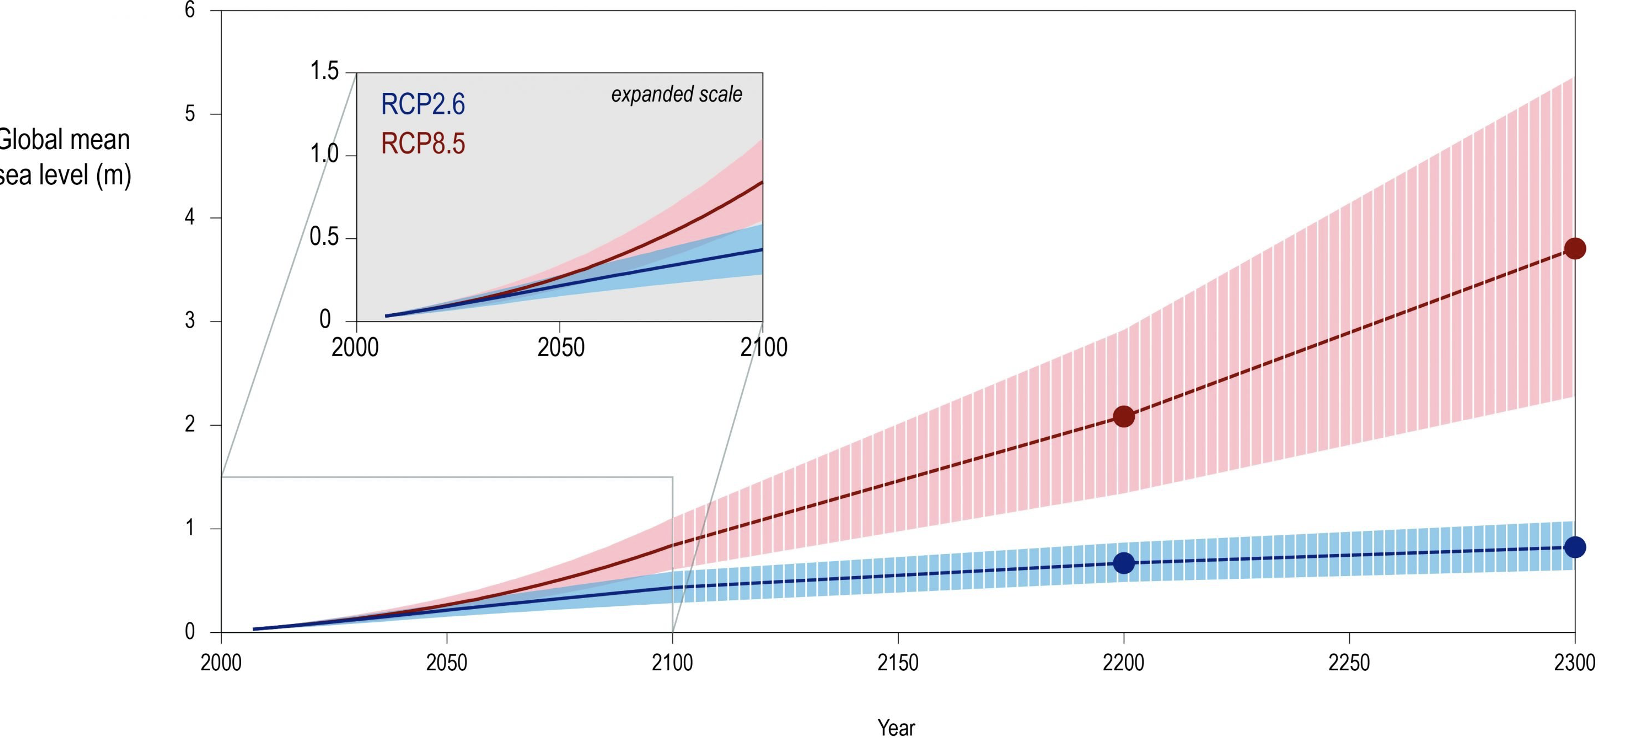 6
5
4
3
2
1
0
Global mean
sea level (m)
1.5
1.0
0.5
0
RCP2.6
RCP8.5
expanded scale
2000 2050 2100
2000 2050 2100 2150 2200 2250 2300
Year